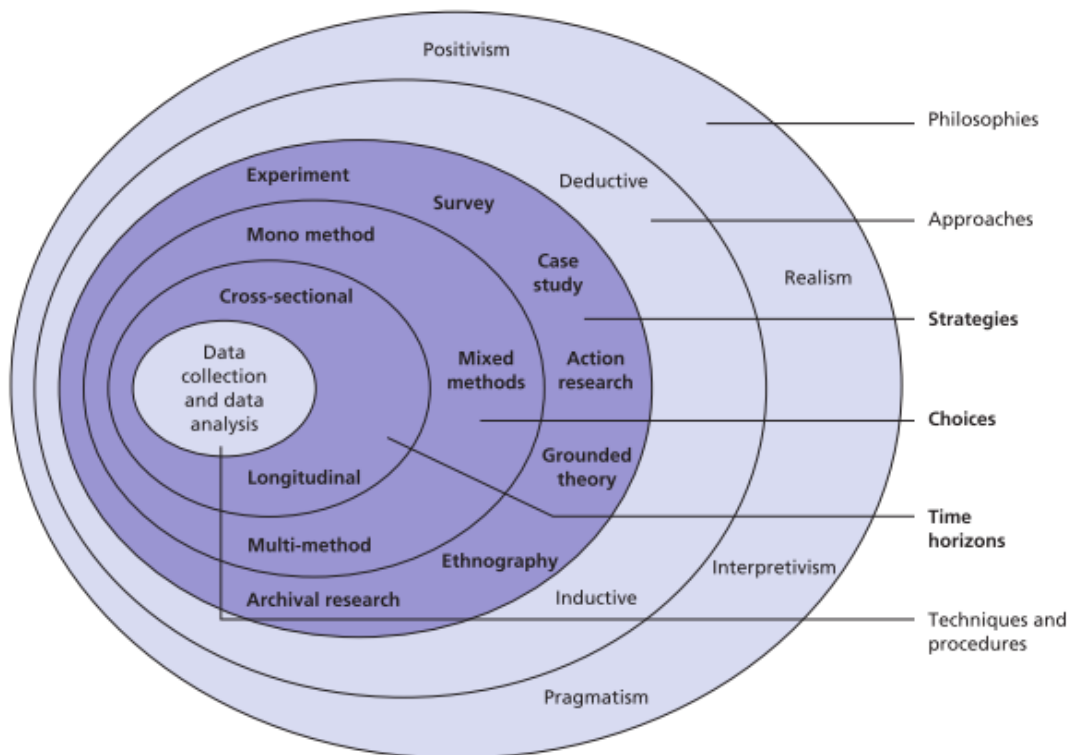 Positivism
Philosophies
Experiment
Deductive
Survey
Approaches
Mono method
Case
study
Realism
Cross-sectional
Strategies
Data
collection
and data
analysis
Mixed
methods
Action
research
Choices
Longitudinal
Grounded
theory
Time
horizons
Multi-method
Ethnography
Interpretivism
Archival research
Inductive
Techniques and
procedures
Pragmatism